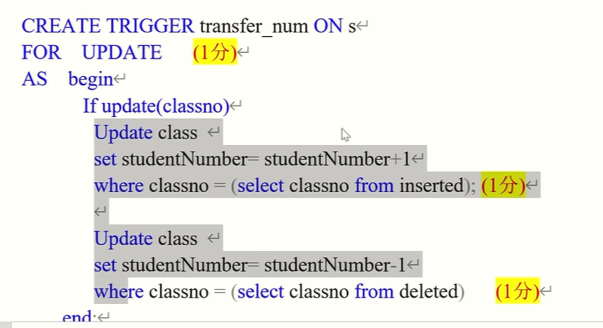 CREATE TRIGGER transfer_num ON s↵
FOR UPDATE (1分)↵
AS begin↵
If update(classno)↵
Update class ↵
set studentNumber= studentNumber+1↵
where classno = (select classno from inserted); (1分)↵
↵
Update class ↵
set studentNumber= studentNumber-1↵
where classno = (select classno from deleted) (1分)↵
end;↵